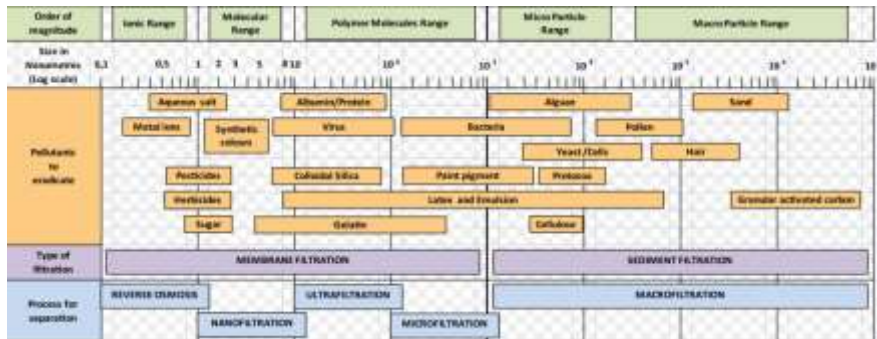 Order of magnitude
Ionic Range
Molecular Range
Polymer Molecules Range
Micro Particle Range
Macro Particle Range
Size in Nanometres (Log scale)
0,1 0,5 1 2 3 5 8 10
Pollutants to eradicate
Aqueous salt
Albumin/Protein
Alguae
Sand
Metal ions
Synthetic colours
Virus
Bacteria
Pollen
Yeast/Cells
Hair
Pesticides
Colloidal Silica
Paint pigment
Protozoa
Herbicides
Latex and Emulsion
Granular activated carbon
Sugar
Gelatin
Cellulose
Type of filtration
MEMBRANE FILTRATION
SEDIMENT FILTRATION
Process for separation
REVERSE OSMOSIS
ULTRAFILTRATION
MACROFILTRATION
NANOFILTRATION
MICROFILTRATION